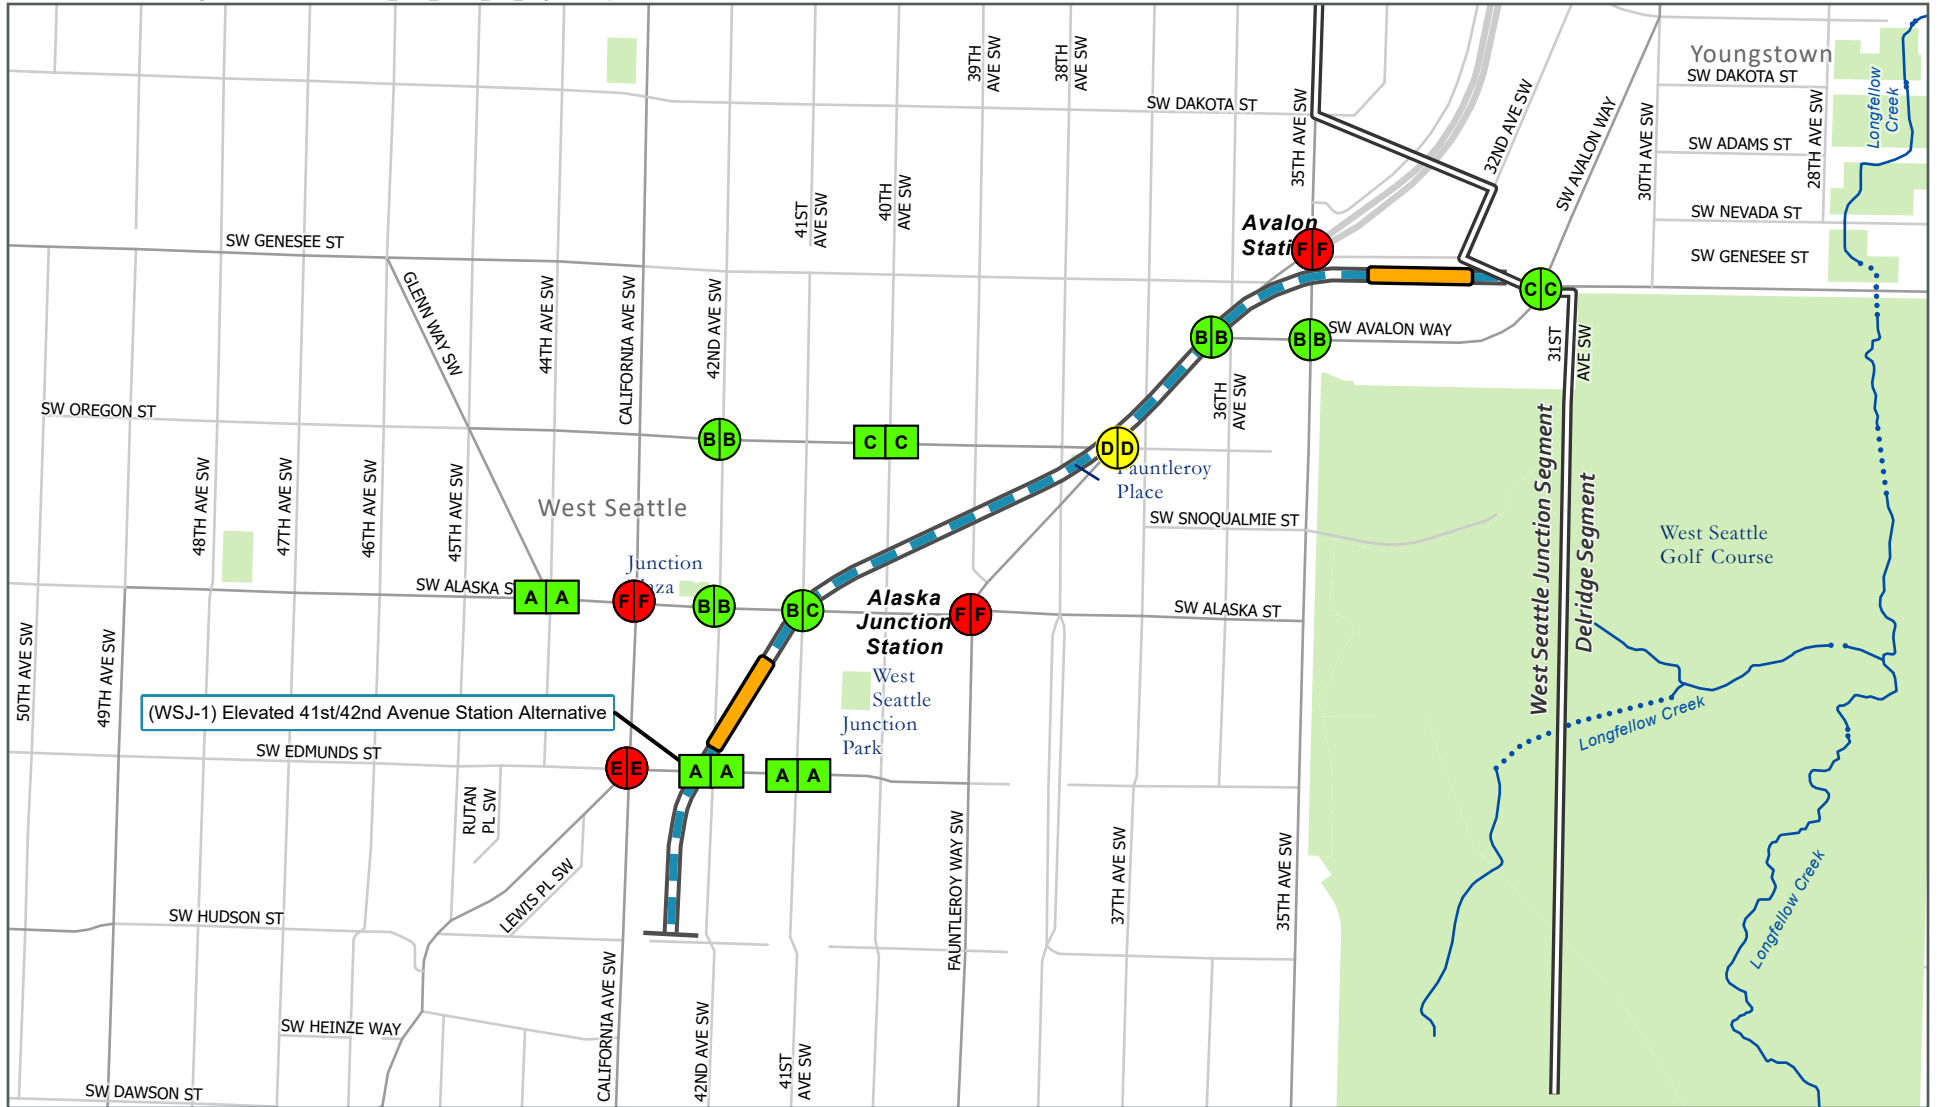 Youngstown
39TH
AVE SW
38TH
AVE SW
SW DAKOTA ST
SW DAKOTA ST
35TH AVE SW
32ND AVE SW
SW AVALON WAY
30TH AVE SW
28TH AVE SW
Longfellow
Creek
SW ADAMS ST
SW NEVADA ST
SW GENESEE ST
41ST
AVE SW
40TH
AVE SW
SW GENESEE ST
Avalon
Stati
F F
C C
GLENN WAY SW
44TH AVE SW
CALIFORNIA AVE SW
42ND AVE SW
B B
B B
SW AVALON WAY
31ST
AVE SW
36TH
AVE SW
SW OREGON ST
B B
C C
D D
Fauntleroy
Place
48TH AVE SW
47TH AVE SW
46TH AVE SW
45TH AVE SW
West Seattle
SW SNOQUALMIE ST
West Seattle Junction Segment
Delridge Segment
West Seattle
Golf Course
Junction
aza
SW ALASKA S
A A
F F
B B
B C
Alaska
Junction
Station
F F
SW ALASKA ST
50TH AVE SW
49TH AVE SW
West
Seattle
Junction
Park
(WSJ-1) Elevated 41st/42nd Avenue Station Alternative
Longfellow Creek
SW EDMUNDS ST
E E
A A
A A
RUTAN
PL SW
LEWIS PL SW
FAUNTLEROY WAY SW
37TH AVE SW
35TH AVE SW
Longfellow Creek
SW HUDSON ST
CALIFORNIA AVE SW
42ND AVE SW
41ST
AVE SW
SW HEINZE WAY
SW DAWSON ST